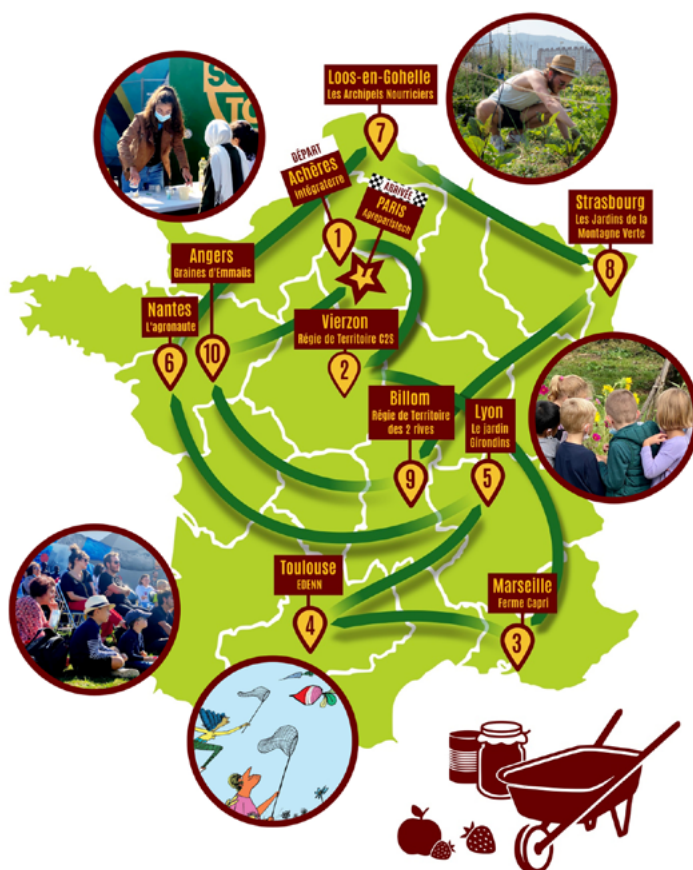 Loos-en-Gohelle
Les Archipels Nourriciers
7
DÉPART
Achères
Intégraterre
1
ARRIVÉE
PARIS
Agroparistech
Strasbourg
Les Jardins de la
Montagne Verte
8
Angers
Graines d'Emmaüs
10
Nantes
L'agronaute
6
Vierzon
Régie de Territoire C2S
2
Billom
Régie de Territoire
des 2 rives
9
Lyon
Le jardin
Girondins
5
Toulouse
EDENN
4
Marseille
Ferme Capri
3